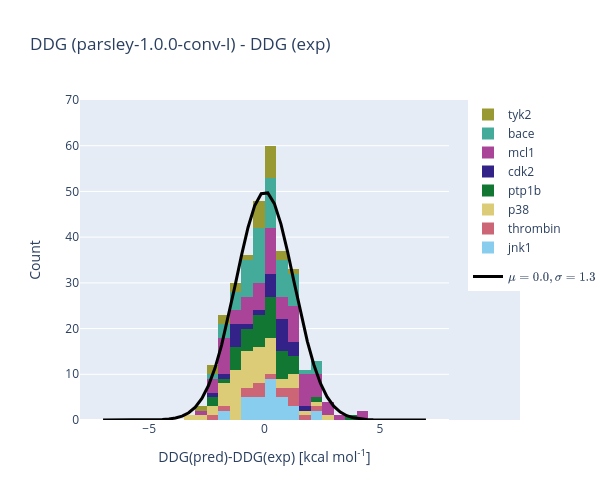 DDG (parsley-1.0.0-conv-I) - DDG (exp)
70
60
50
40
30
20
10
0
Count
−5
0
5
DDG(pred)-DDG(exp) [kcal mol⁻¹]
tyk2
bace
mcl1
cdk2
ptp1b
p38
thrombin
jnk1
μ = 0.0, σ = 1.3